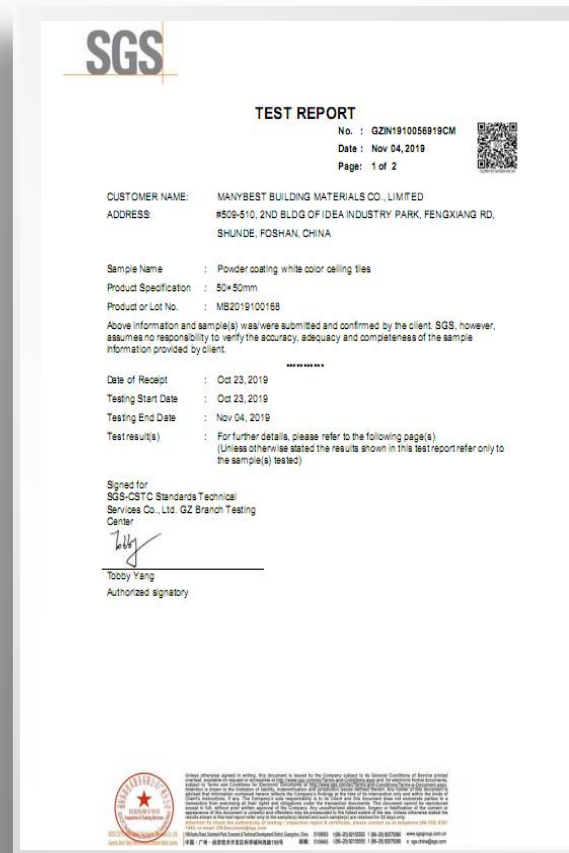 SGS
TEST REPORT
No. : GZIN1910056919CM
Date : Nov 04, 2019
Page: 1 of 2
CUSTOMER NAME: MANYBEST BUILDING MATERIALS CO., LIMITED
ADDRESS: #509-510, 2ND BLDG OF IDEA INDUSTRY PARK, FENGXIANG RD,
SHUNDE, FOSHAN, CHINA
Sample Name : Powder coating white color ceiling tiles
Product Specification : 50×50mm
Product or Lot No. : MB2019100168
Above information and sample(s) was/were submitted and confirmed by the client. SGS, however,
assumes no responsibility to verify the accuracy, adequacy and completeness of the sample
information provided by client.
***********
Date of Receipt : Oct 23, 2019
Testing Start Date : Oct 23, 2019
Testing End Date : Nov 04, 2019
Test result(s) : For further details, please refer to the following page(s)
(Unless otherwise stated the results shown in this test report refer only to
the sample(s) tested)
Signed for
SGS-CSTC Standards Technical
Services Co., Ltd. GZ Branch Testing
Center
Tobby
Tobby Yang
Authorized signatory